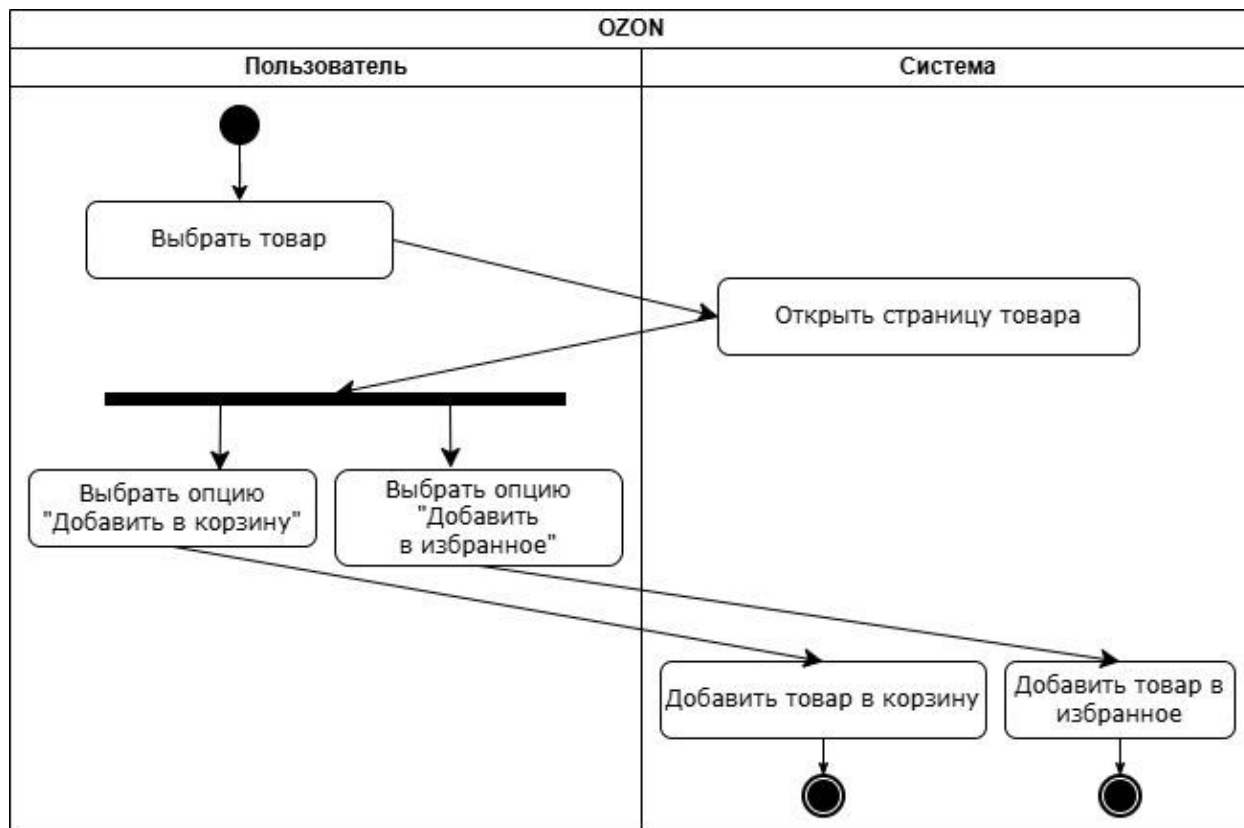 OZON
Пользователь
Система
Выбрать товар
Открыть страницу товара
Выбрать опцию
"Добавить в корзину"
Выбрать опцию
"Добавить
в избранное"
Добавить товар в корзину
Добавить товар в
избранное